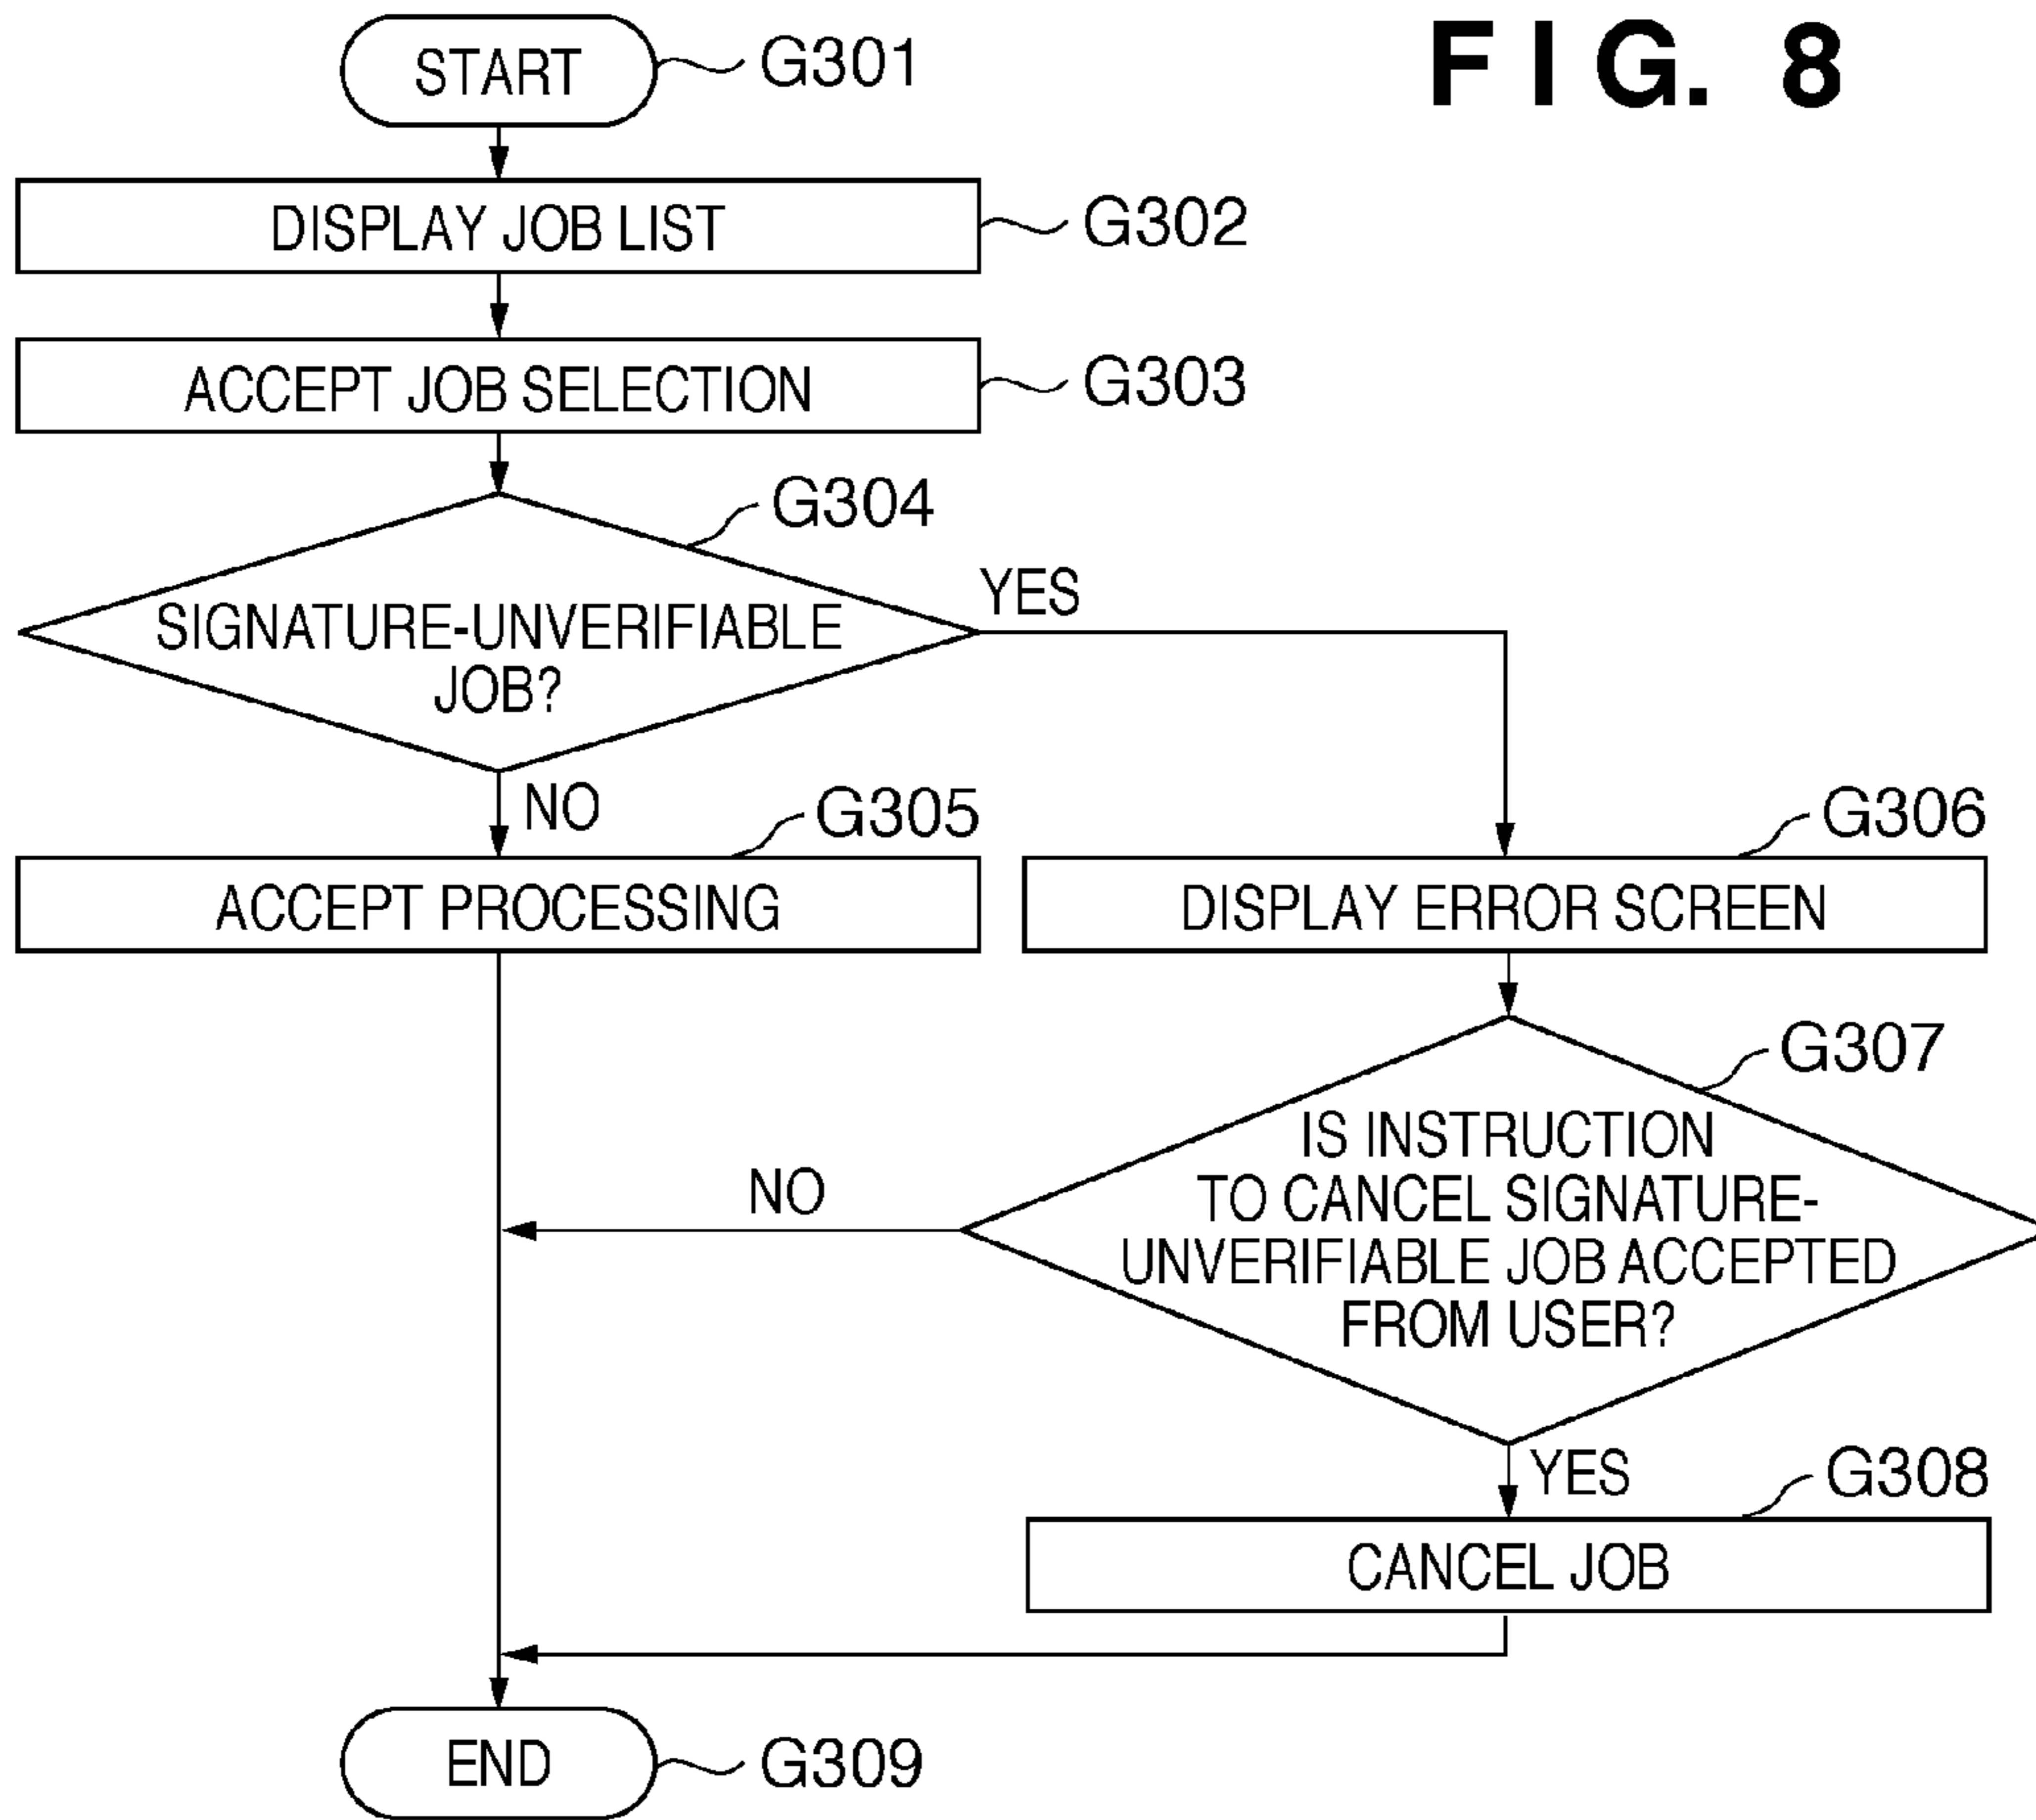 FIG. 8
START
G301
DISPLAY JOB LIST
G302
ACCEPT JOB SELECTION
G303
G304
SIGNATURE-UNVERIFIABLE
JOB?
YES
NO
G305
ACCEPT PROCESSING
G306
DISPLAY ERROR SCREEN
G307
IS INSTRUCTION
TO CANCEL SIGNATURE-
UNVERIFIABLE JOB ACCEPTED
FROM USER?
NO
YES
G308
CANCEL JOB
END
G309